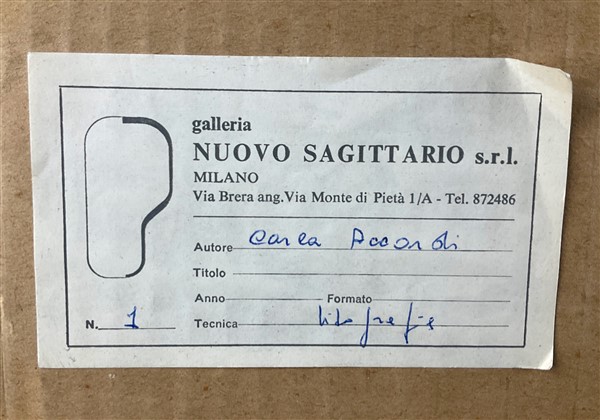 galleria
NUOVO SAGITTARIO s.r.l.
MILANO
Via Brera ang.Via Monte di Pietà 1/A - Tel. 872486
Autore Carla Accardi
Titolo
Anno Formato
N. 1 Tecnica litografie